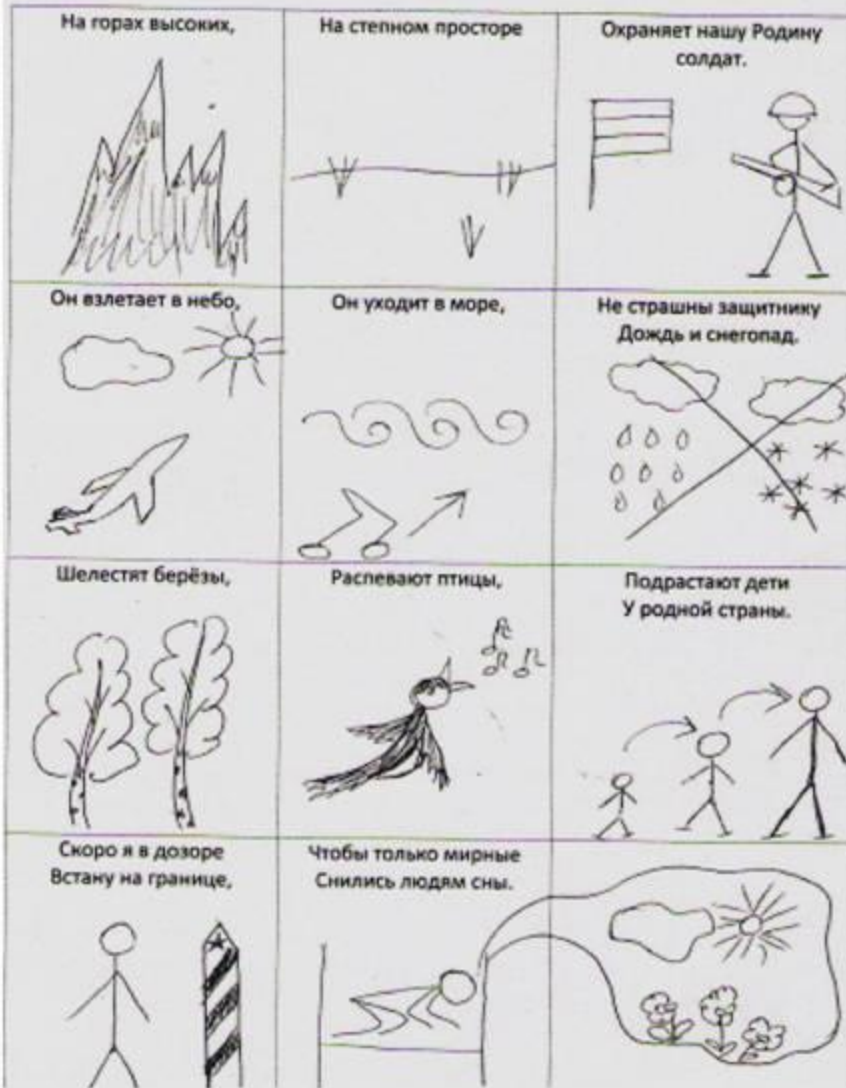 На горах высоких,
На степном просторе
Охраняет нашу Родину
солдат.
Он взлетает в небо,
Он уходит в море,
Не страшны защитнику
Дождь и снегопад.
Шелестят берёзы,
Распевают птицы,
Подрастают дети
У родной страны.
Скоро я в дозоре
Встану на границе,
Чтобы только мирные
Снились людям сны.